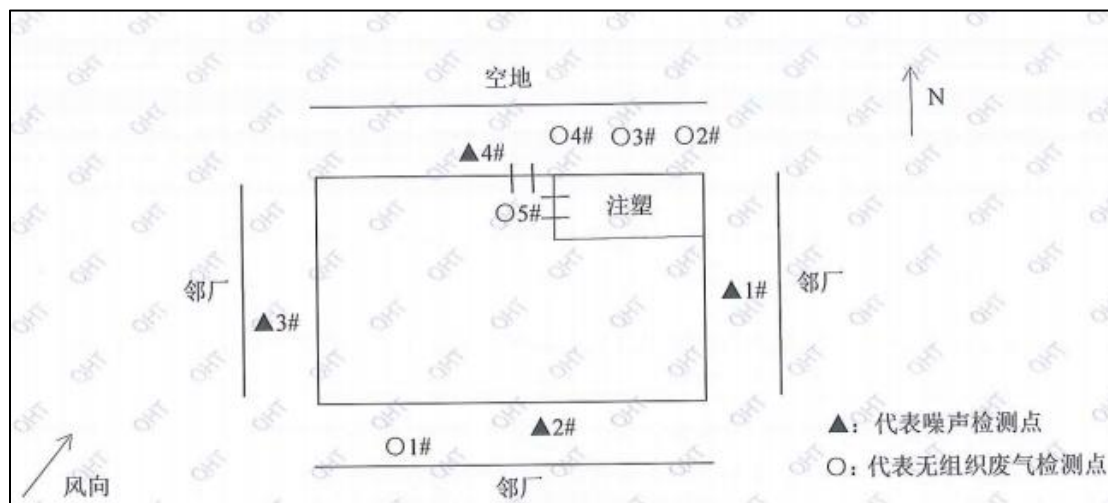 空地
N
○4# ○3# ○2#
▲4#
○5#
注塑
邻厂
▲1#
邻厂
▲3#
▲2#
○1#
邻厂
风向
▲：代表噪声检测点
○：代表无组织废气检测点
QHT